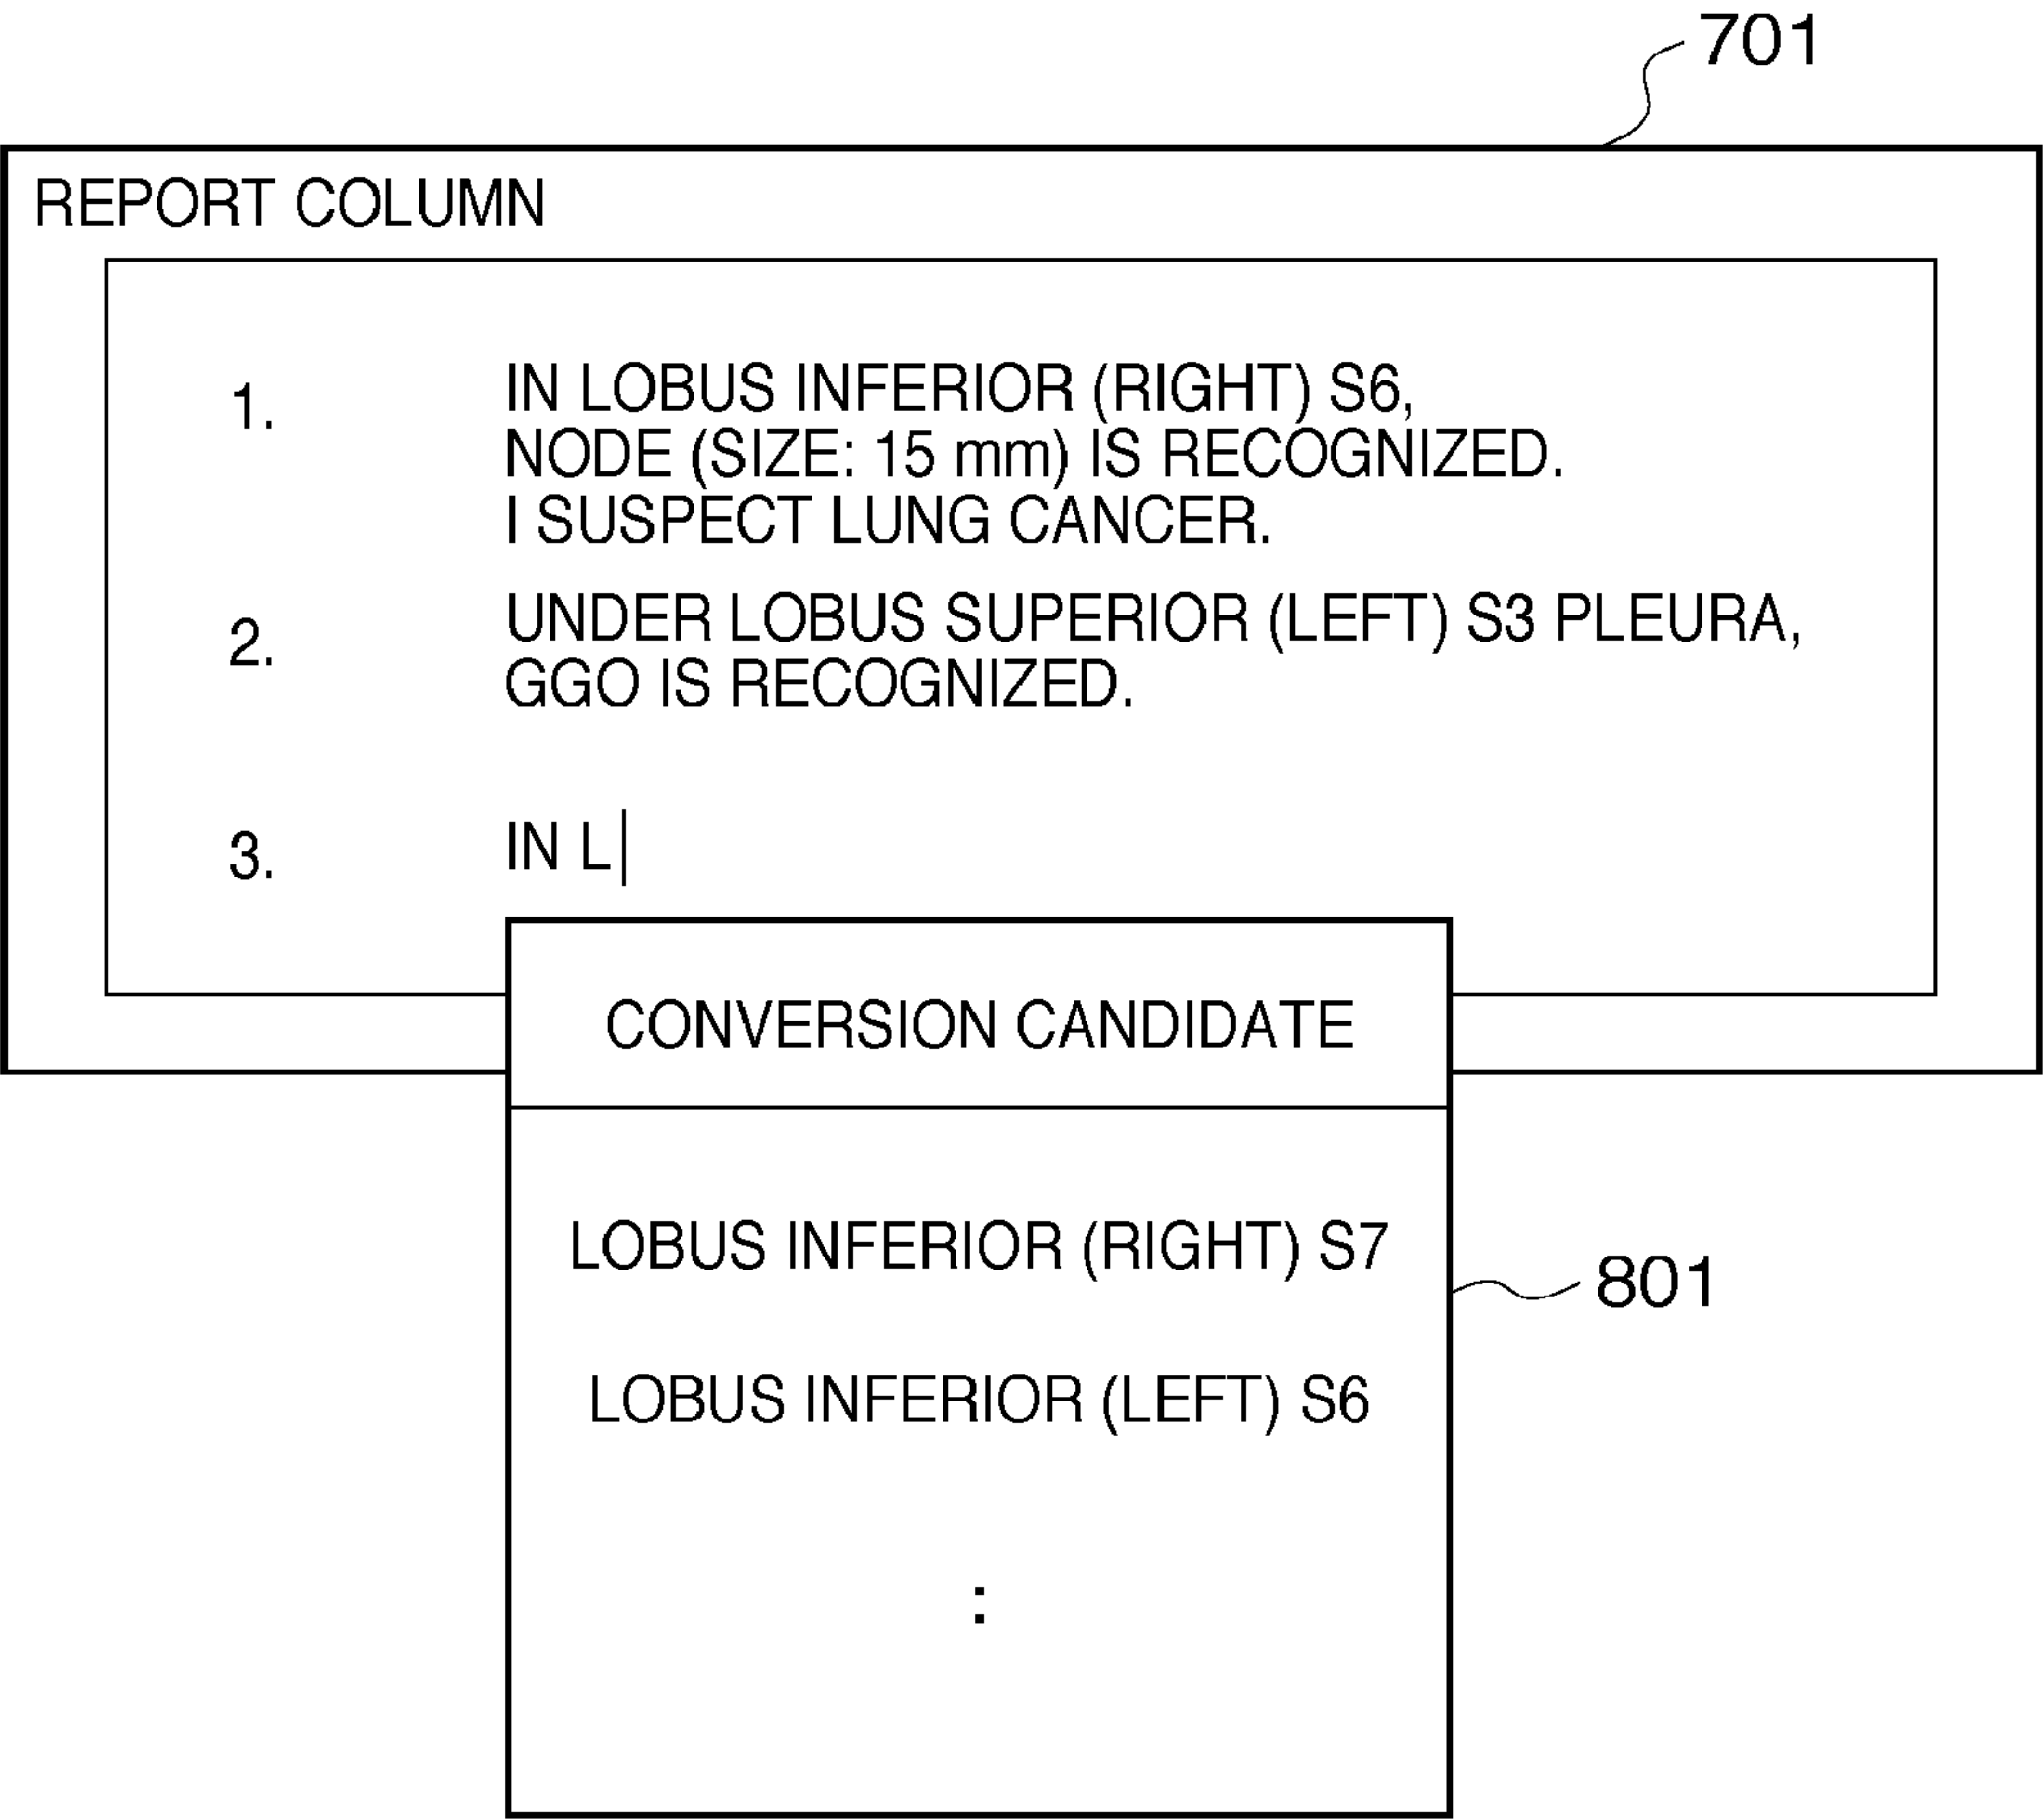 701
REPORT COLUMN
1. IN LOBUS INFERIOR (RIGHT) S6,
NODE (SIZE: 15 mm) IS RECOGNIZED.
I SUSPECT LUNG CANCER.
2. UNDER LOBUS SUPERIOR (LEFT) S3 PLEURA,
GGO IS RECOGNIZED.
3. IN L
CONVERSION CANDIDATE
LOBUS INFERIOR (RIGHT) S7
801
LOBUS INFERIOR (LEFT) S6
: